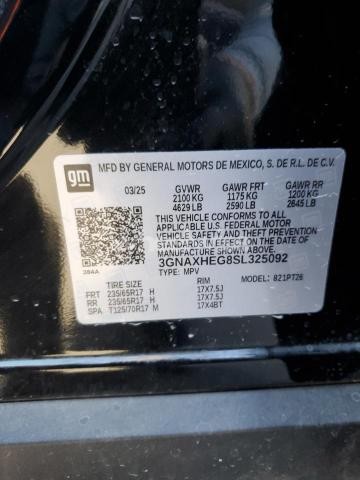 gm
MFD BY GENERAL MOTORS DE MEXICO, S. DE R.L. DE C.V.
03/25 GVWR GAWR FRT GAWR RR
2100 KG 1175 KG 1200 KG
4629 LB 2590 LB 2645 LB
THIS VEHICLE CONFORMS TO ALL APPLICABLE
U.S. FEDERAL MOTOR VEHICLE SAFETY, BUMPER,
AND THEFT PREVENTION STANDARDS IN EFFECT ON THE
DATE OF MANUFACTURE SHOWN ABOVE.
3GNAXHEG8SL325092
284A TYPE: MPV MODEL: 821PT26
TIRE SIZE RIM
FRT 235/65R17 H 17X7.5J
RR 235/65R17 H 17X7.5J
SPA T125/70R17 M 17X4BT